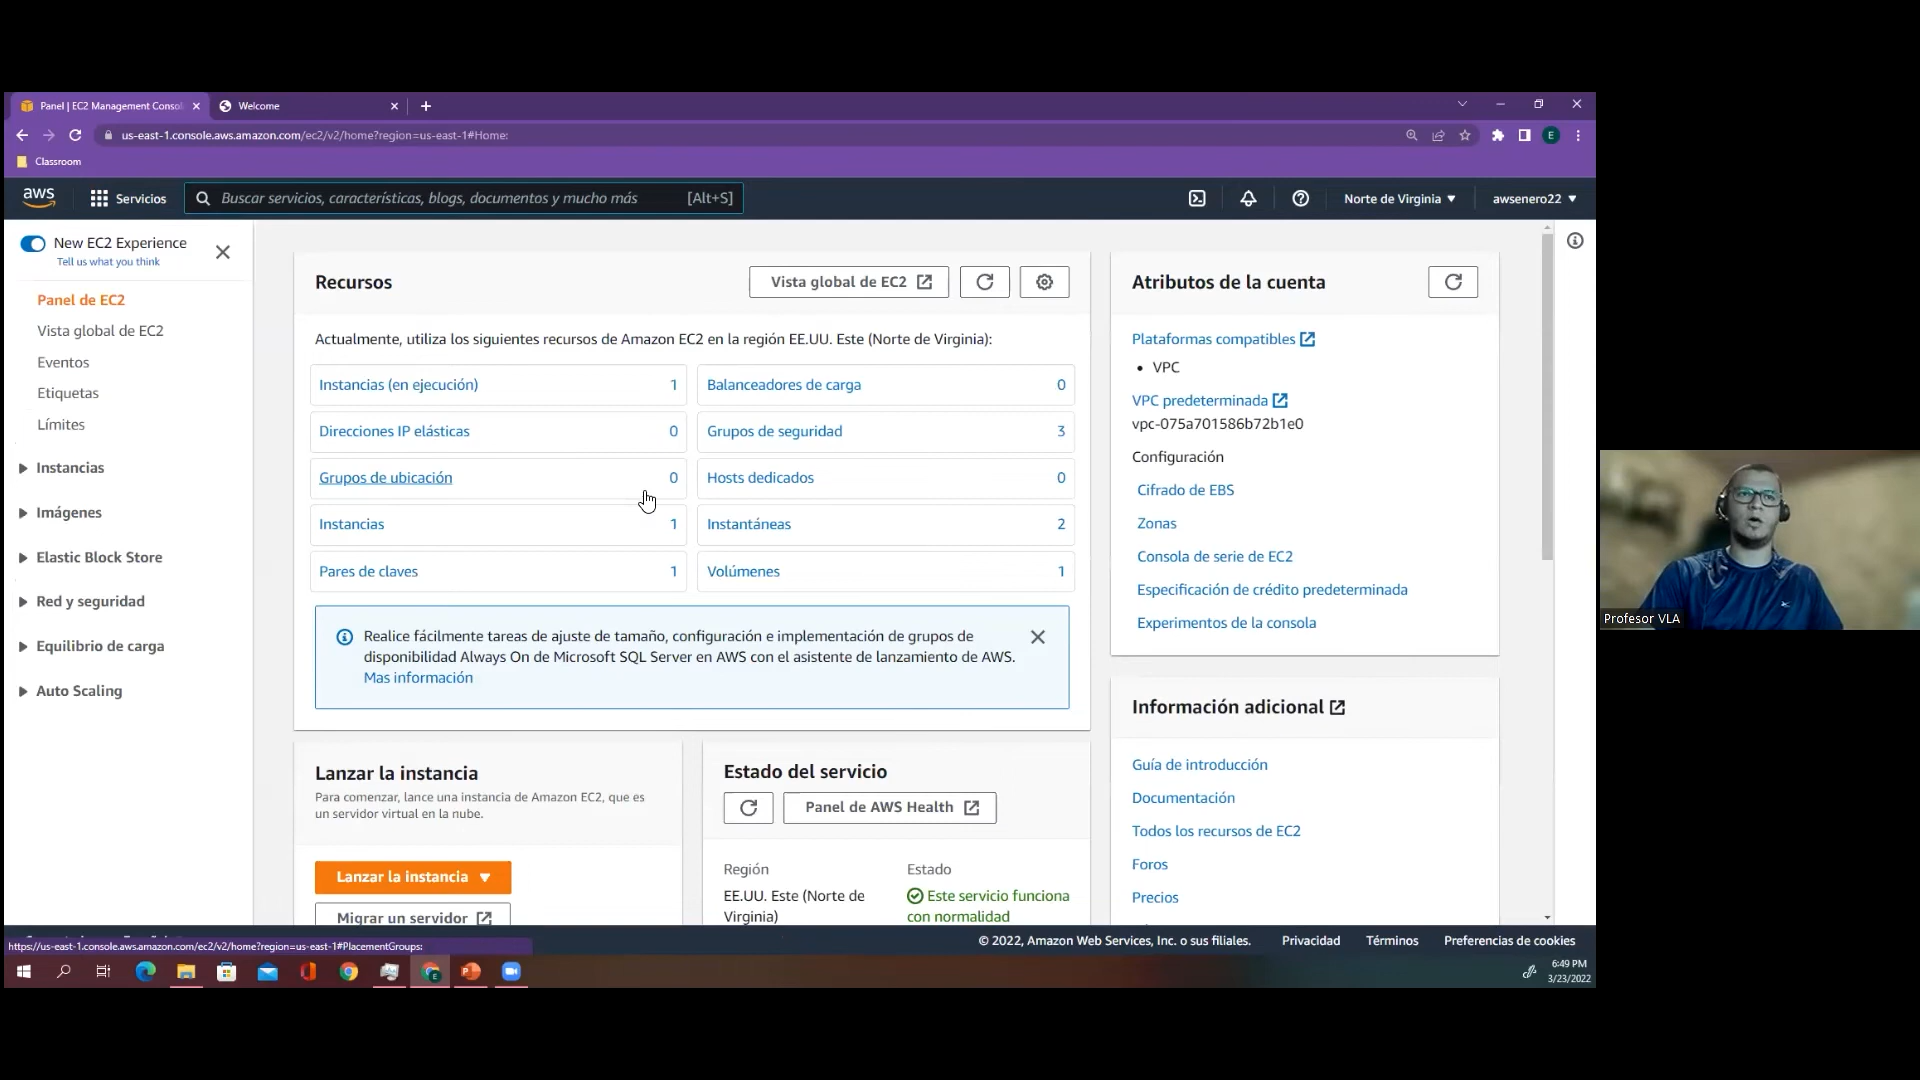 Panel | EC2 Management Conso
Welcome
us-east-1.console.aws.amazon.com/ec2/v2/home?region=us-east-1#Home:
E
Classroom
aws
Servicios
Buscar servicios, características, blogs, documentos y mucho más
[Alt+S]
Norte de Virginia
awsenero22
New EC2 Experience
Tell us what you think
Panel de EC2
Vista global de EC2
Eventos
Etiquetas
Límites
Instancias
Imágenes
Elastic Block Store
Red y seguridad
Equilibrio de carga
Auto Scaling
Recursos
Vista global de EC2
Actualmente, utiliza los siguientes recursos de Amazon EC2 en la región EE.UU. Este (Norte de Virginia):
Instancias (en ejecución) 1
Balanceadores de carga 0
Direcciones IP elásticas 0
Grupos de seguridad 3
Grupos de ubicación 0
Hosts dedicados 0
Instancias 1
Instantáneas 2
Pares de claves 1
Volúmenes 1
Realice fácilmente tareas de ajuste de tamaño, configuración e implementación de grupos de
disponibilidad Always On de Microsoft SQL Server en AWS con el asistente de lanzamiento de AWS.
Mas información
Lanzar la instancia
Para comenzar, lance una instancia de Amazon EC2, que es
un servidor virtual en la nube.
Lanzar la instancia
Migrar un servidor
Estado del servicio
Panel de AWS Health
Región
EE.UU. Este (Norte de
Virginia)
Estado
Este servicio funciona
con normalidad
Atributos de la cuenta
Plataformas compatibles
• VPC
VPC predeterminada
vpc-075a701586b72b1e0
Configuración
Cifrado de EBS
Zonas
Consola de serie de EC2
Especificación de crédito predeterminada
Experimentos de la consola
Información adicional
Guía de introducción
Documentación
Todos los recursos de EC2
Foros
Precios
https://us-east-1.console.aws.amazon.com/ec2/v2/home?region=us-east-1#PlacementGroups:
© 2022, Amazon Web Services, Inc. o sus filiales.
Privacidad
Términos
Preferencias de cookies
6:49 PM
3/23/2022
Profesor VLA